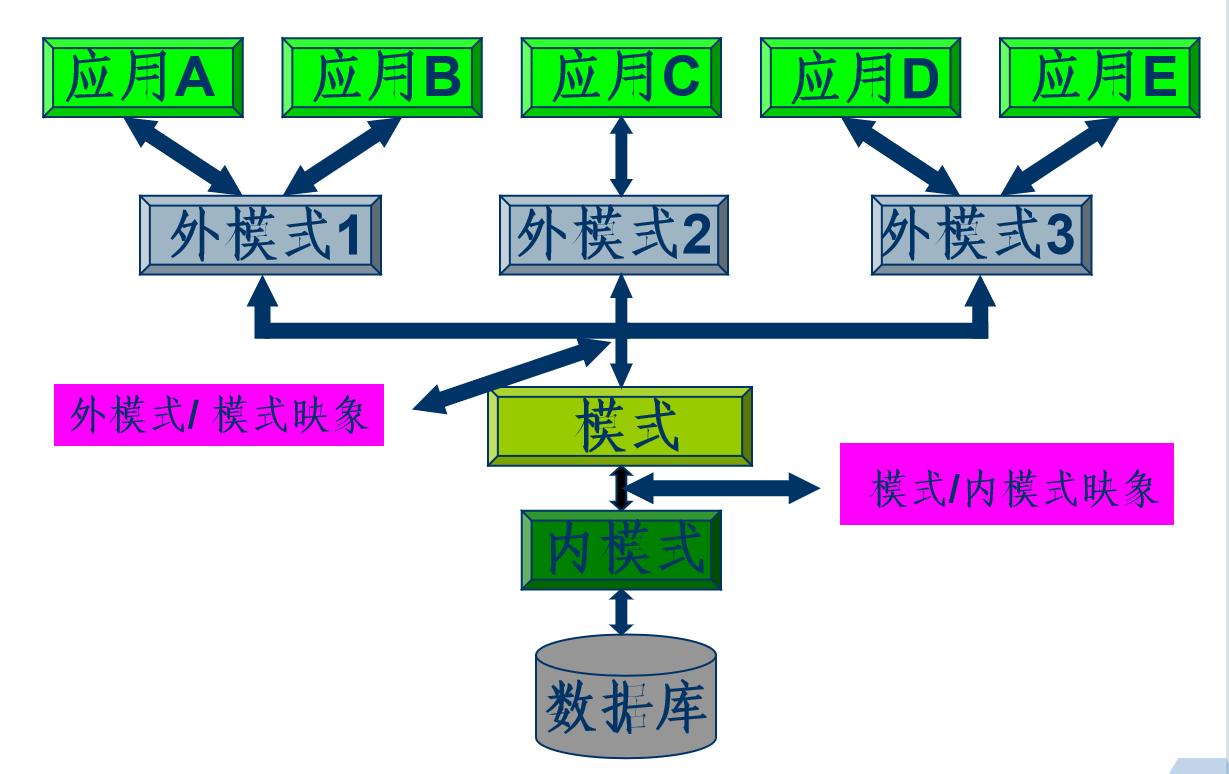 应用A
应用B
应用C
应用D
应用E
外模式1
外模式2
外模式3
外模式/ 模式映象
模式
模式/内模式映象
内模式
数据库